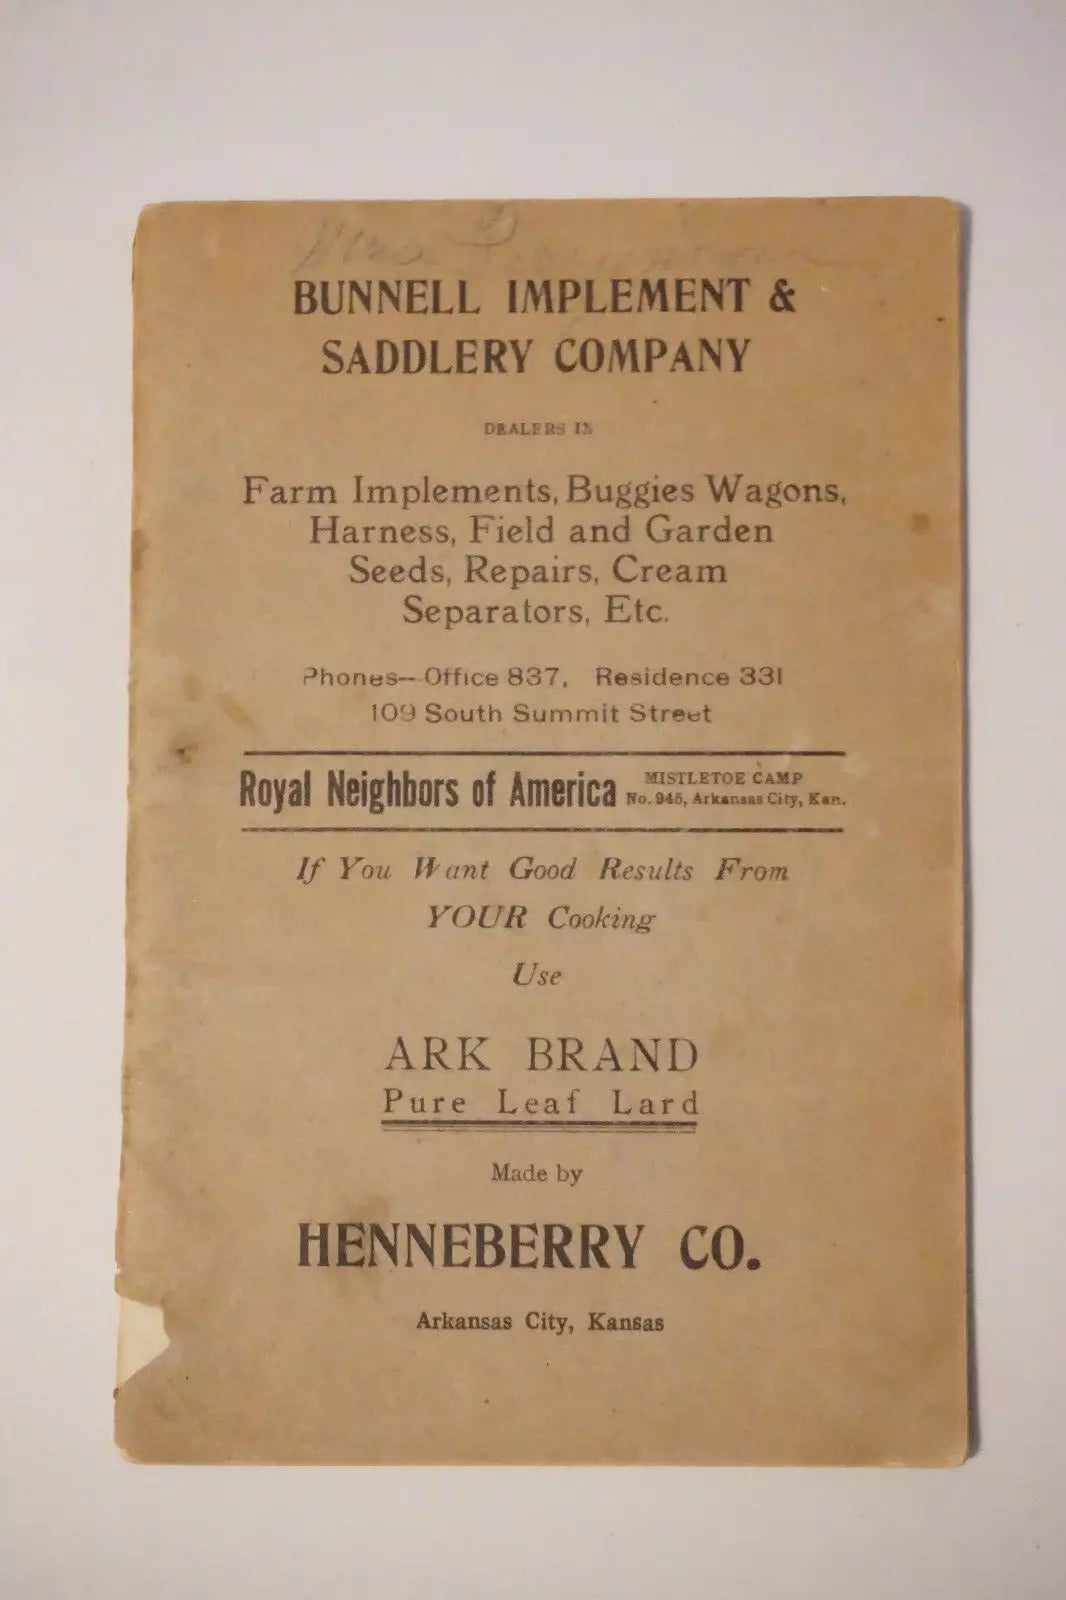 Mrs.
BUNNELL IMPLEMENT &
SADDLERY COMPANY
DEALERS IN
Farm Implements, Buggies Wagons,
Harness, Field and Garden
Seeds, Repairs, Cream
Separators, Etc.
Phones--Office 837, Residence 331
109 South Summit Street
Royal Neighbors of America MISTLETOE CAMP
No. 945, Arkansas City, Kan.
If You Want Good Results From
YOUR Cooking
Use
ARK BRAND
Pure Leaf Lard
Made by
HENNEBERRY CO.
Arkansas City, Kansas